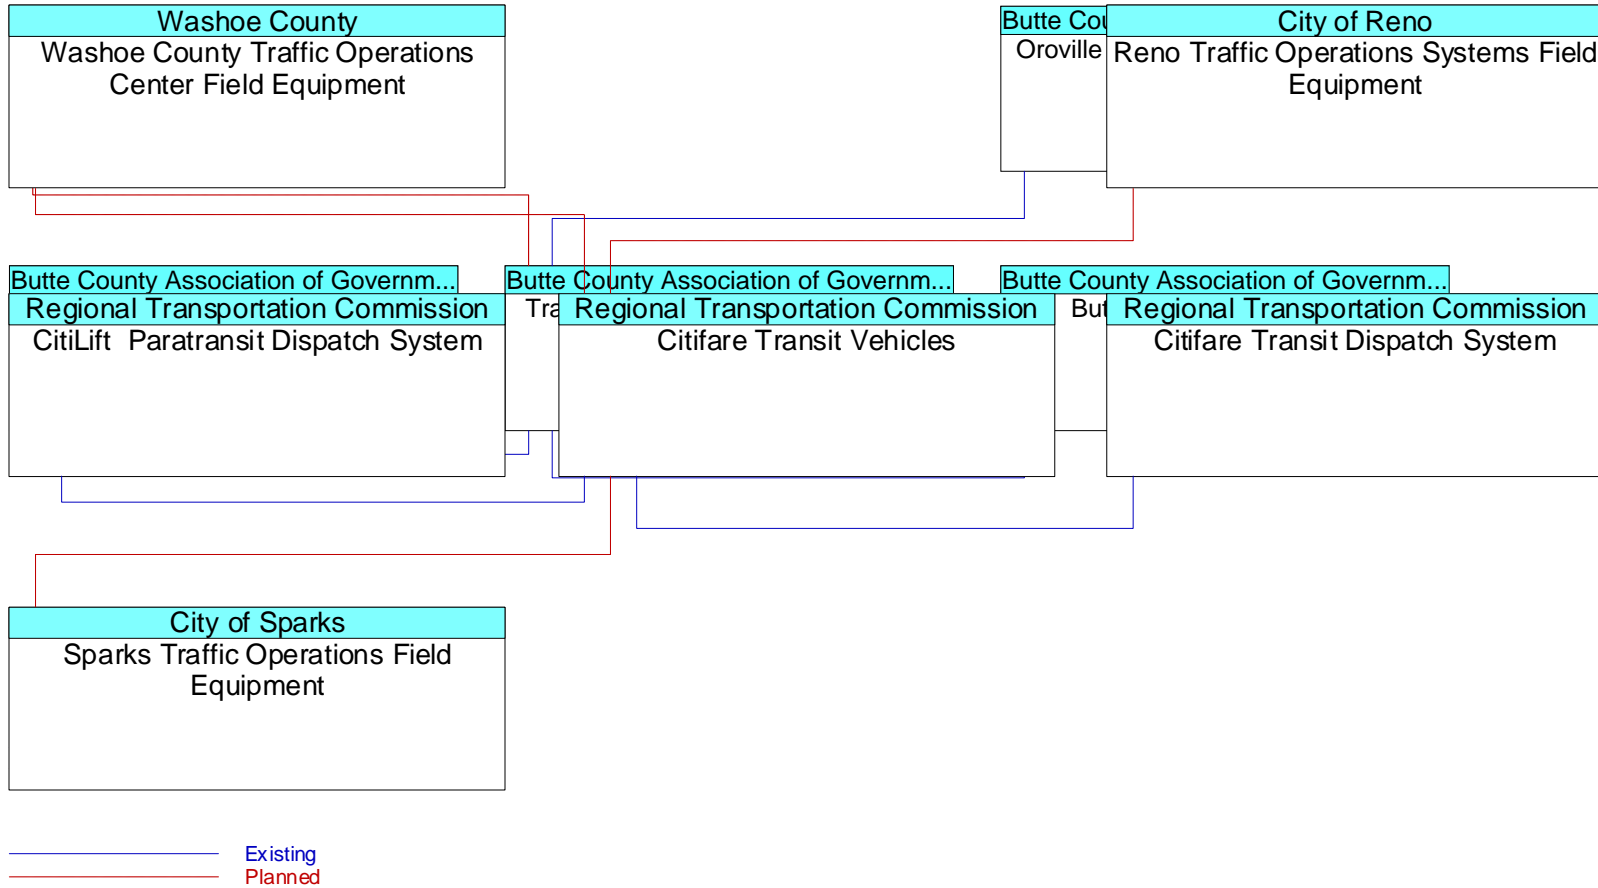 Washoe County
Washoe County Traffic Operations
Center Field Equipment
Butte
Oroville
City of Reno
Reno Traffic Operations Systems Field
Equipment
Butte County Association of Governm...
Regional Transportation Commission
CitiLift Paratransit Dispatch System
Butte County Association of Governm...
Regional Transportation Commission
Citifare Transit Vehicles
Butte County Association of Governm...
Regional Transportation Commission
Citifare Transit Dispatch System
City of Sparks
Sparks Traffic Operations Field
Equipment
Existing
Planned